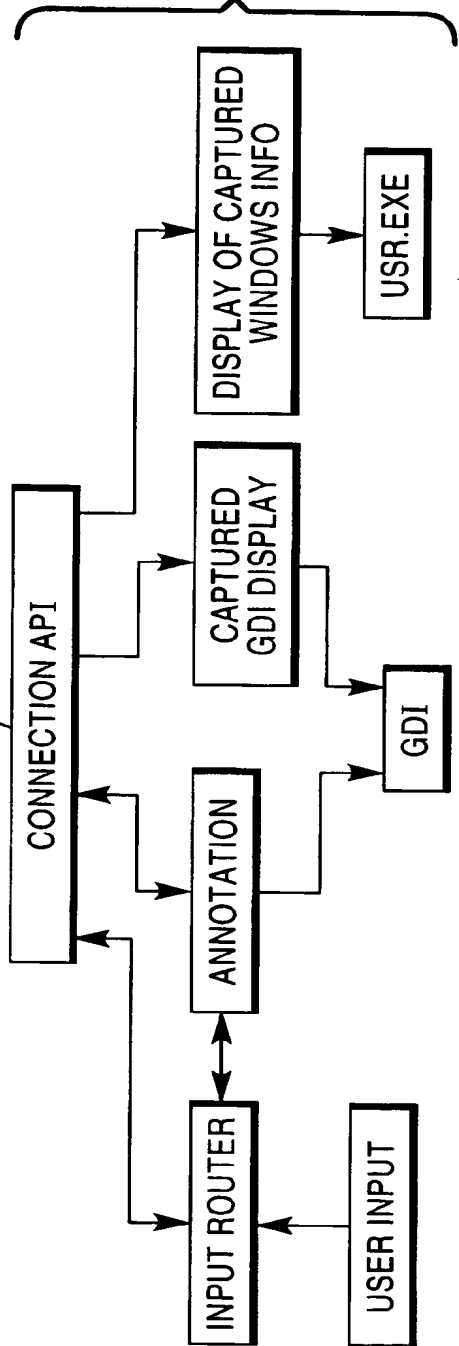 CONNECTION API
INPUT ROUTER
ANNOTATION
CAPTURED
GDI DISPLAY
DISPLAY OF CAPTURED
WINDOWS INFO
USER INPUT
GDI
USR.EXE